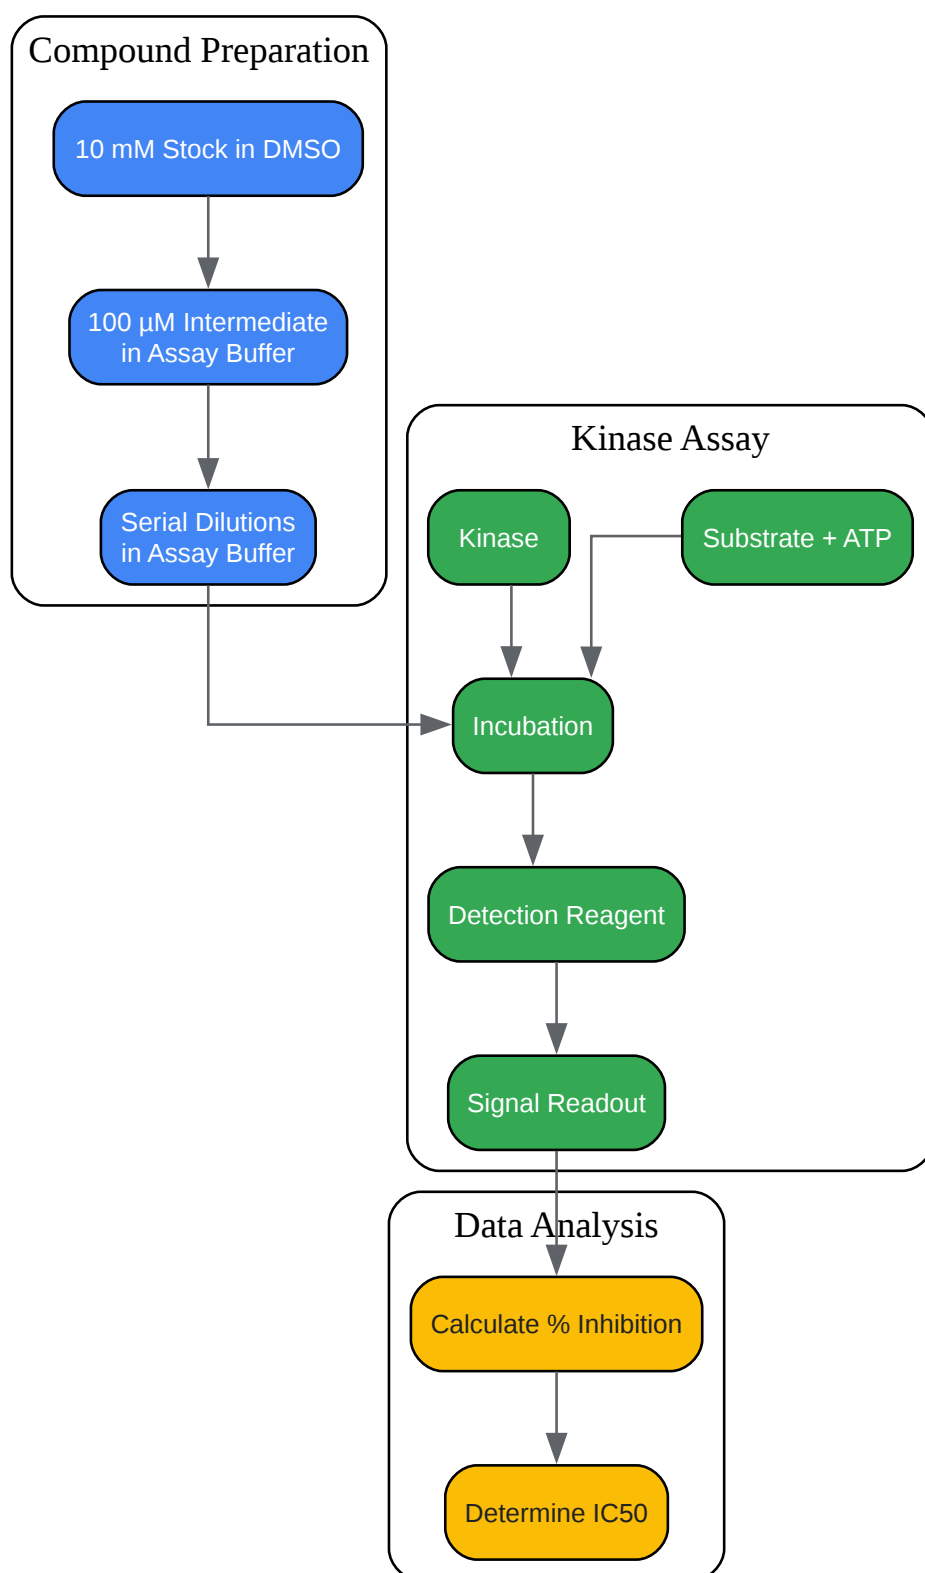 Compound Preparation
10 mM Stock in DMSO
100 µM Intermediate
in Assay Buffer
Serial Dilutions
in Assay Buffer
Kinase Assay
Kinase
Substrate + ATP
Incubation
Detection Reagent
Signal Readout
Data Analysis
Calculate % Inhibition
Determine IC50